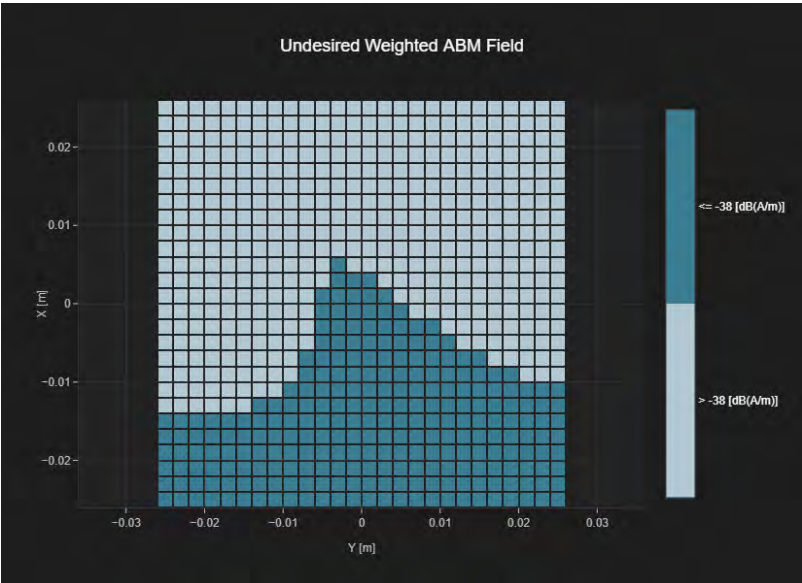 Undesired Weighted ABM Field
0.02
0.01
0
−0.01
−0.02
X [m]
−0.03
−0.02
−0.01
0
0.01
0.02
0.03
Y [m]
<= -38 [dB(A/m)]
> -38 [dB(A/m)]